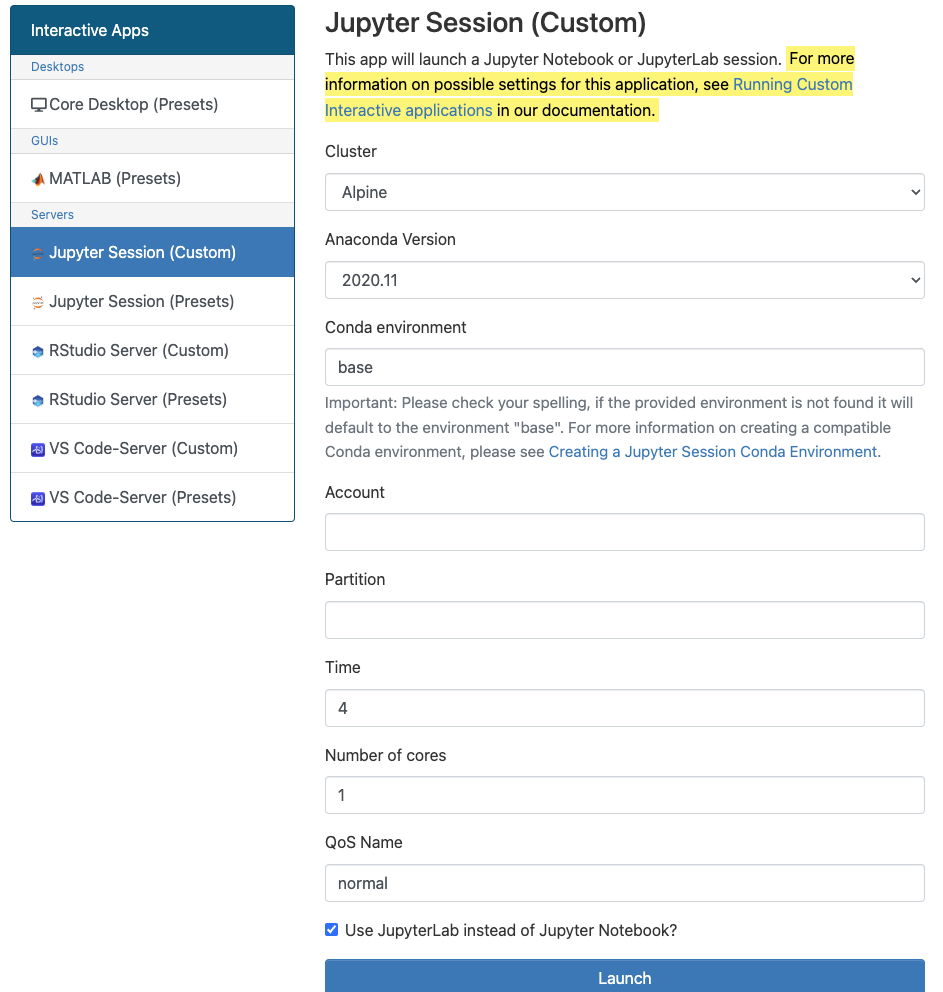 Interactive Apps
Desktops
Core Desktop (Presets)
GUIs
MATLAB (Presets)
Servers
Jupyter Session (Custom)
Jupyter Session (Presets)
RStudio Server (Custom)
RStudio Server (Presets)
VS Code-Server (Custom)
VS Code-Server (Presets)
Jupyter Session (Custom)
This app will launch a Jupyter Notebook or JupyterLab session. For more
information on possible settings for this application, see Running Custom
Interactive applications in our documentation.
Cluster
Alpine
Anaconda Version
2020.11
Conda environment
base
Important: Please check your spelling, if the provided environment is not found it will
default to the environment "base". For more information on creating a compatible
Conda environment, please see Creating a Jupyter Session Conda Environment.
Account
Partition
Time
4
Number of cores
1
QoS Name
normal
Use JupyterLab instead of Jupyter Notebook?
Launch